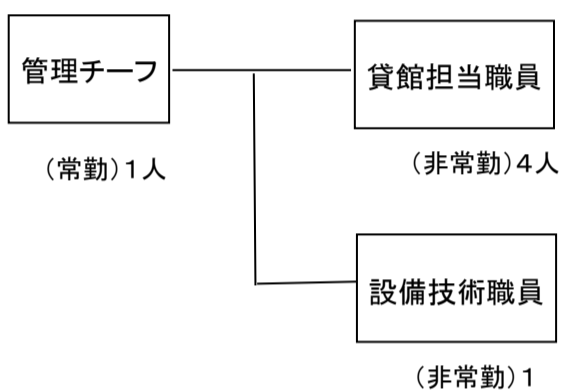 管理チーフ
(常勤)1人
貸館担当職員
(非常勤)4人
設備技術職員
(非常勤)1